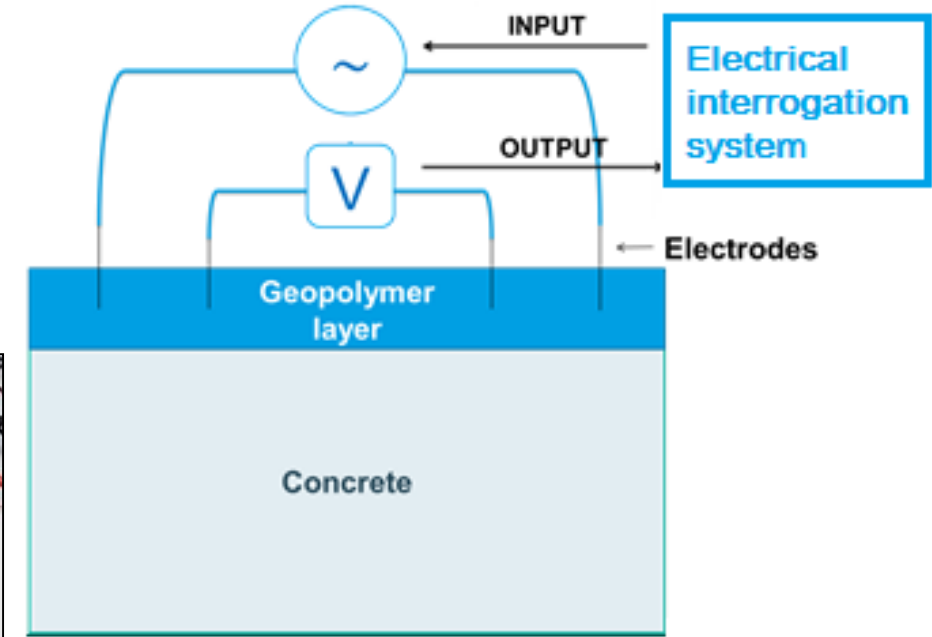 INPUT
Electrical
interrogation
system
~
OUTPUT
V
Electrodes
Geopolymer
layer
Concrete